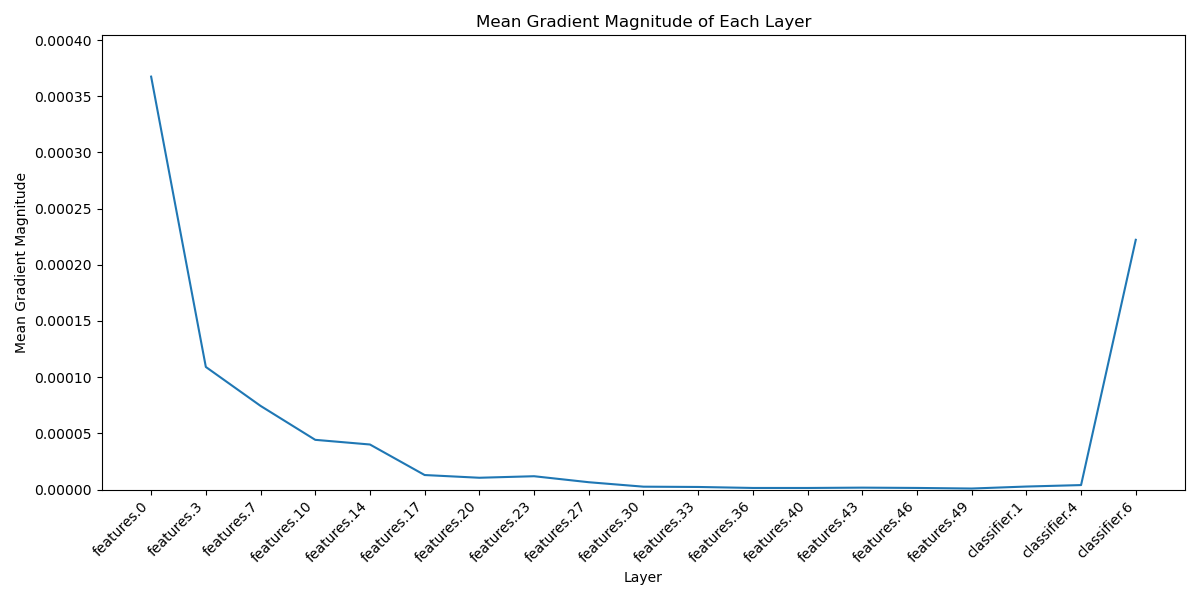 Mean Gradient Magnitude of Each Layer
Mean Gradient Magnitude
0.00040
0.00035
0.00030
0.00025
0.00020
0.00015
0.00010
0.00005
0.00000
features.0
features.3
features.7
features.10
features.14
features.17
features.20
features.23
features.27
features.30
features.33
features.36
features.40
features.43
features.46
features.49
classifier.1
classifier.4
classifier.6
Layer